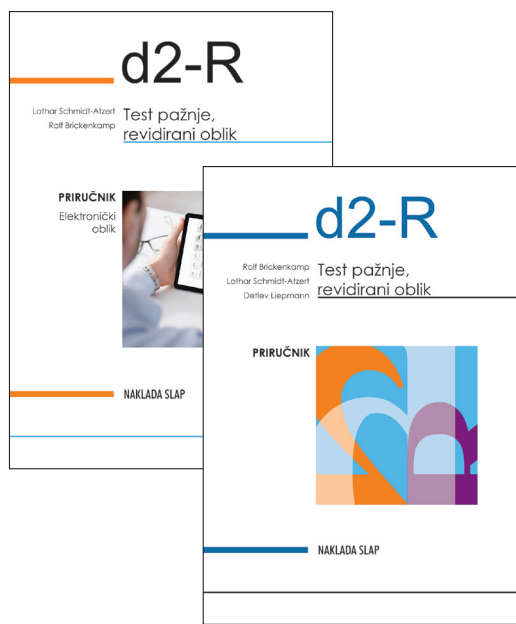 d2-R
Lothar Schmidt-Atzert
Rolf Brickenkamp
Test pažnje,
revidirani oblik
PRIRUČNIK
Elektronički
oblik
NAKLADA SLAP
d2-R
Rolf Brickenkamp
Lothar Schmidt-Atzert
Detlev Liepmann
Test pažnje,
revidirani oblik
PRIRUČNIK
NAKLADA SLAP